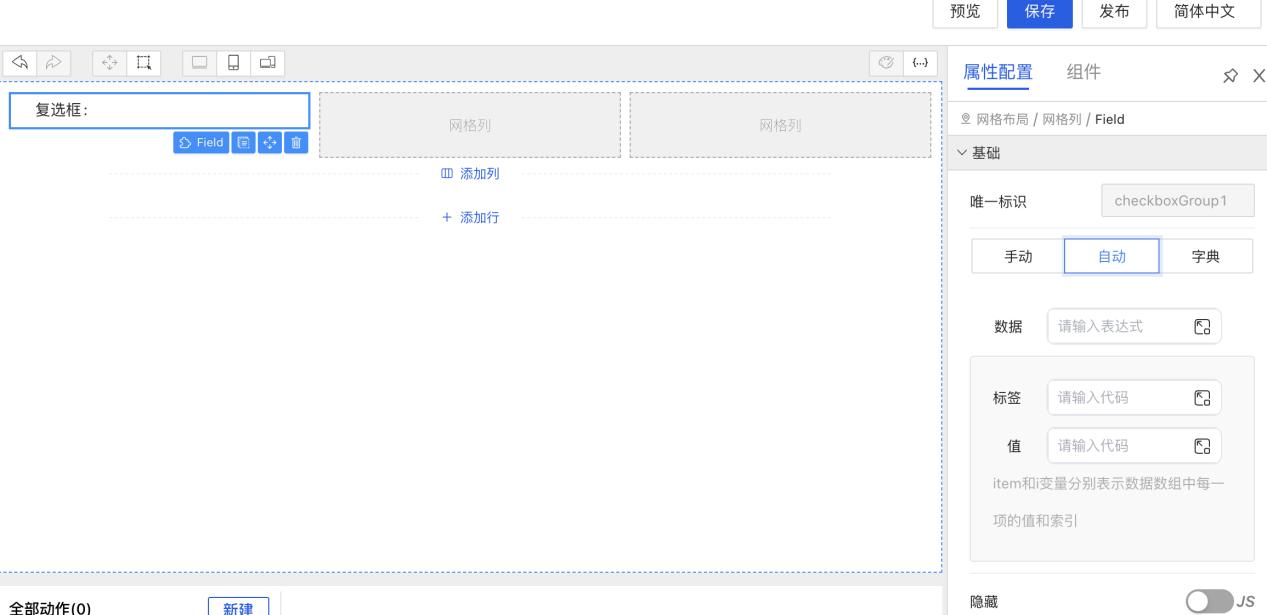 预览
保存
发布
简体中文
{...}
属性配置
组件
复选框:
网格列
网格列
Field
网格布局 / 网格列 / Field
基础
添加列
添加行
唯一标识
checkboxGroup1
手动
自动
字典
数据
请输入表达式
标签
请输入代码
值
请输入代码
item和i变量分别表示数据数组中每一
项的值和索引
隐藏
JS
全部动作(0)
新建